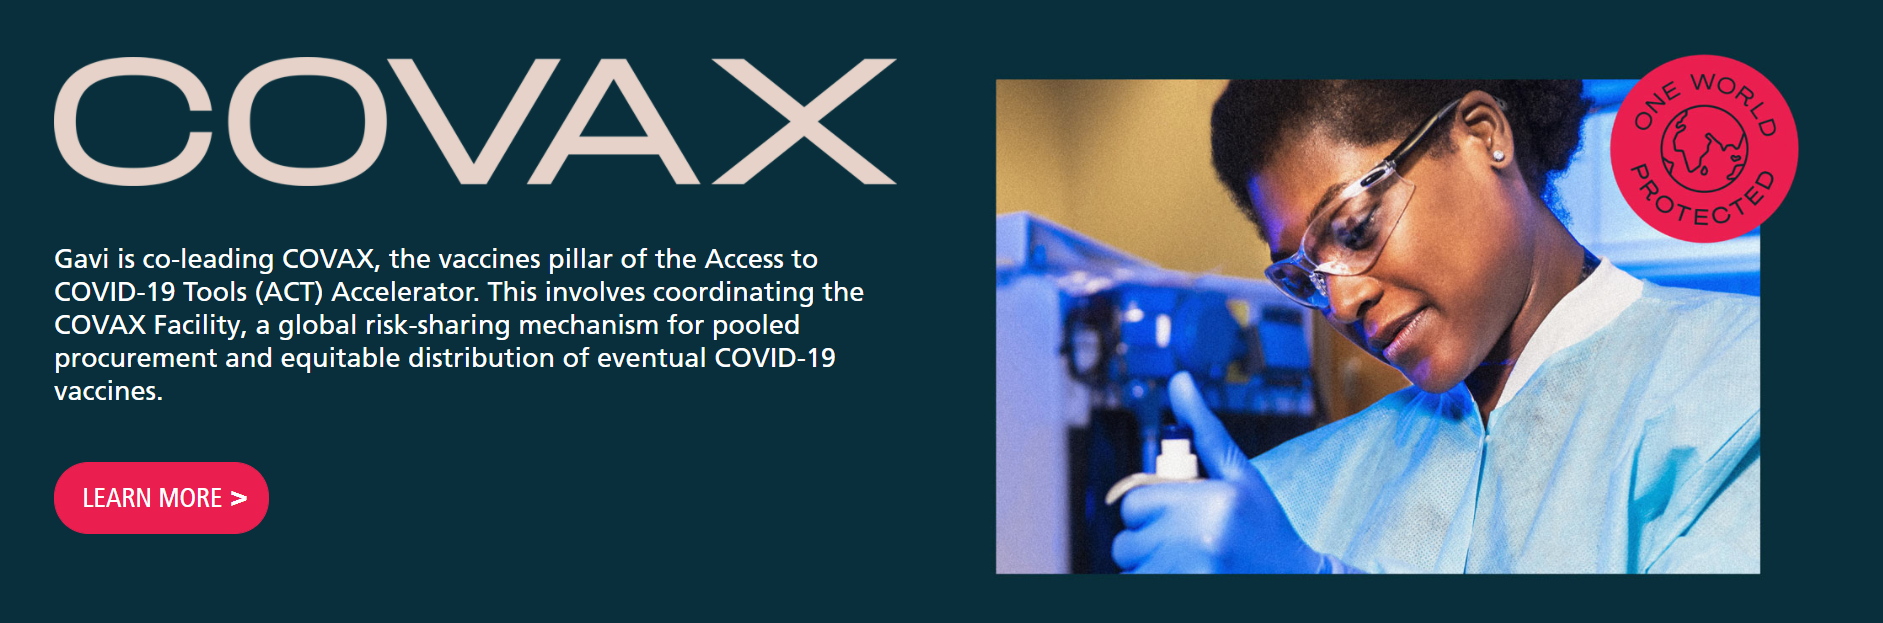 COVAX
Gavi is co-leading COVAX, the vaccines pillar of the Access to
COVID-19 Tools (ACT) Accelerator. This involves coordinating the
COVAX Facility, a global risk-sharing mechanism for pooled
procurement and equitable distribution of eventual COVID-19
vaccines.
LEARN MORE >
ONE WORLD
PROTECTED